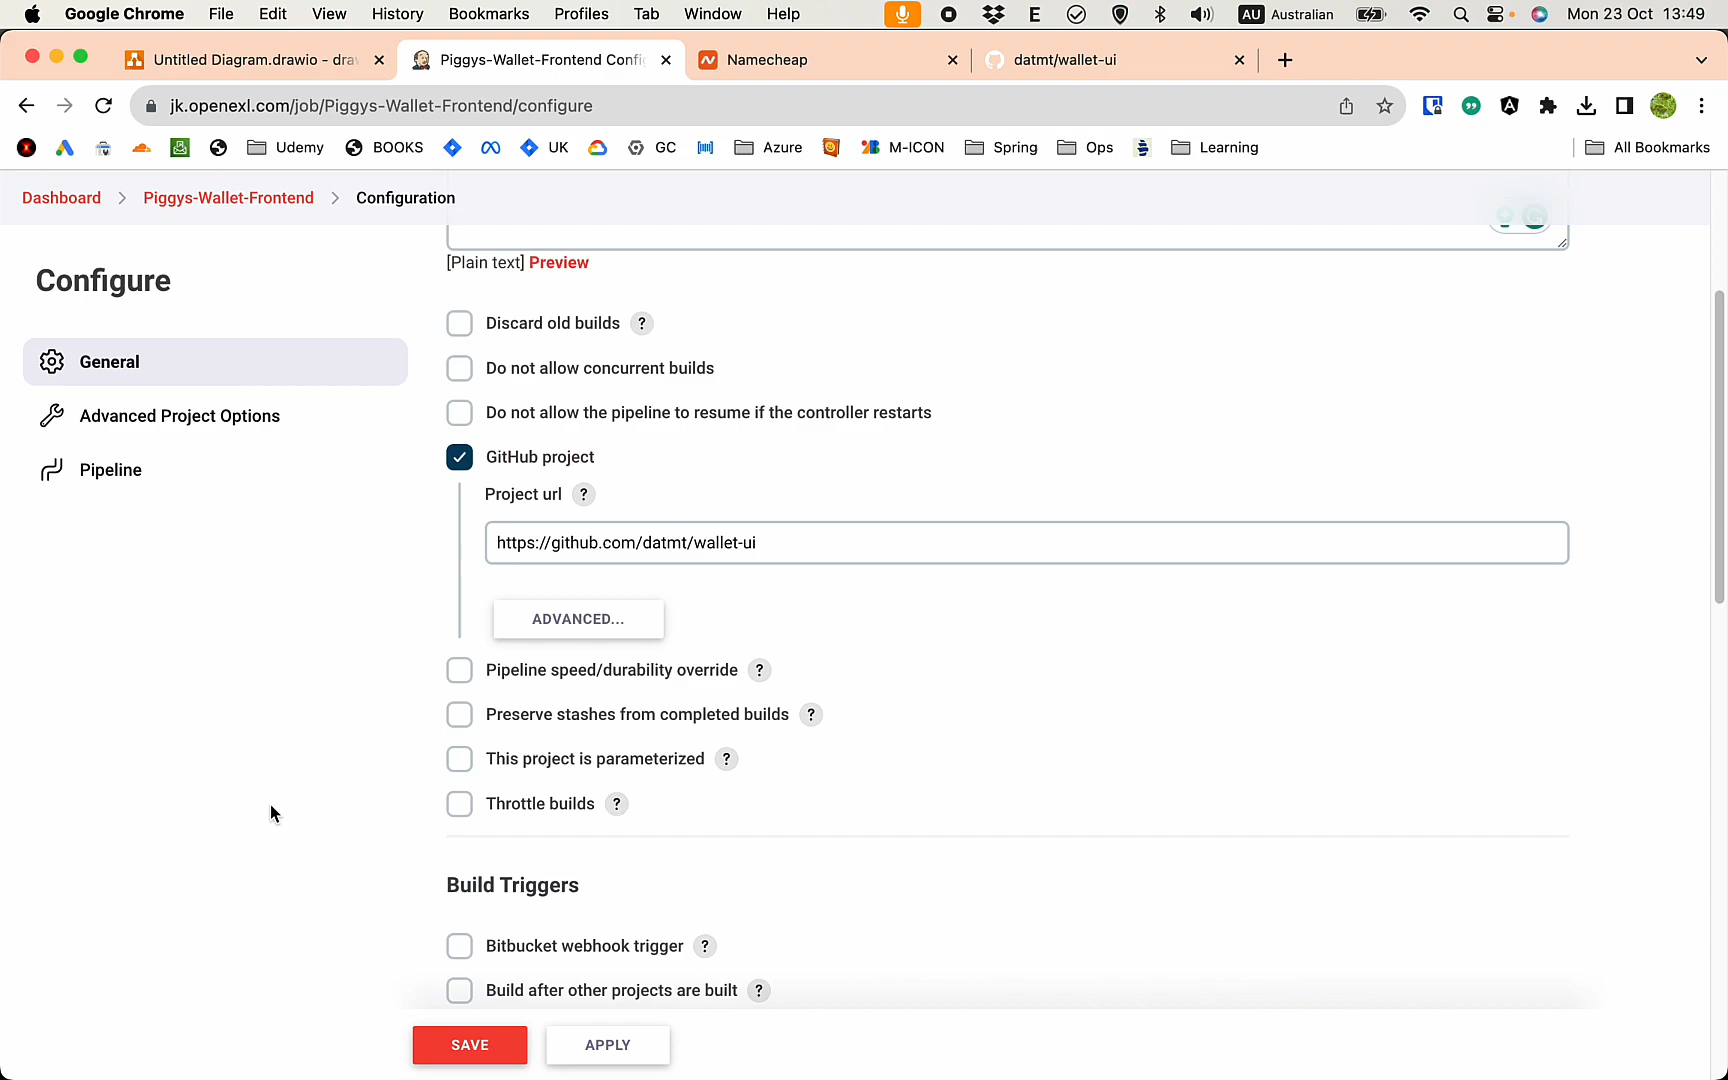 Google Chrome File Edit View History Bookmarks Profiles Tab Window Help E AU Australian Mon 23 Oct 13:49
Untitled Diagram.drawio - dra Piggys-Wallet-Frontend Confi Namecheap datmt/wallet-ui
jk.openexl.com/job/Piggys-Wallet-Frontend/configure
Udemy BOOKS UK GC Azure M-ICON Spring Ops Learning All Bookmarks
Dashboard Piggys-Wallet-Frontend Configuration
[Plain text] Preview
Configure
General
Advanced Project Options
Pipeline
Discard old builds ?
Do not allow concurrent builds
Do not allow the pipeline to resume if the controller restarts
GitHub project
Project url ?
https://github.com/datmt/wallet-ui
ADVANCED...
Pipeline speed/durability override ?
Preserve stashes from completed builds ?
This project is parameterized ?
Throttle builds ?
Build Triggers
Bitbucket webhook trigger ?
Build after other projects are built ?
SAVE APPLY